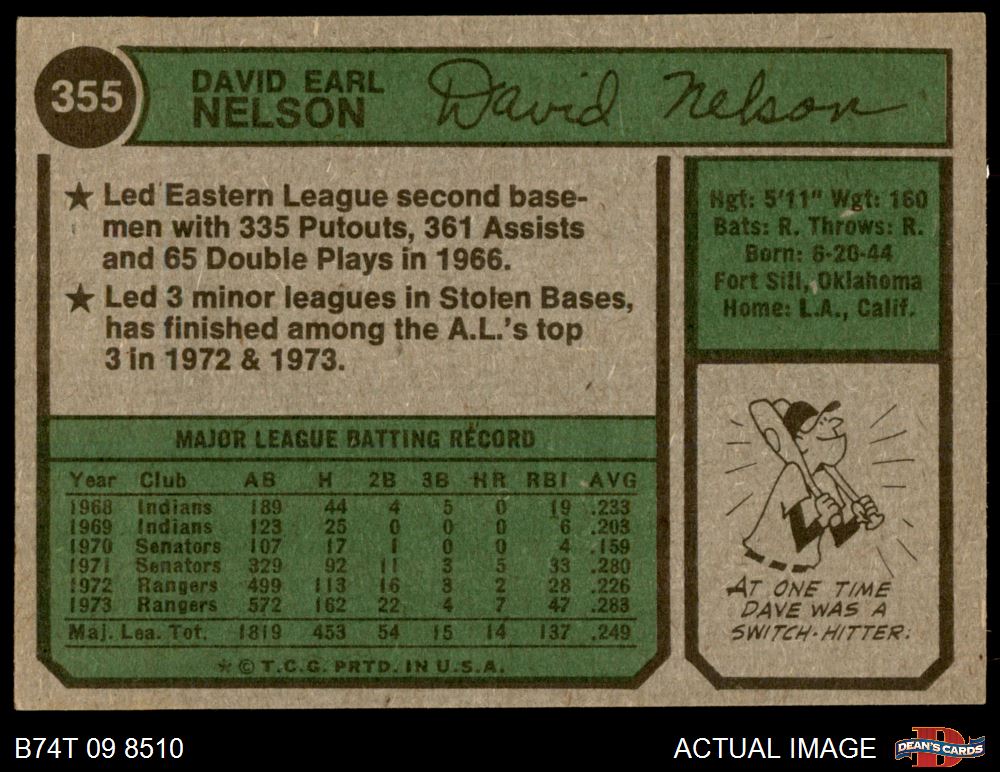 355
DAVID EARL
NELSON
David Nelson
★ Led Eastern League second base-
men with 335 Putouts, 361 Assists
and 65 Double Plays in 1966.
★ Led 3 minor leagues in Stolen Bases,
has finished among the A.L.'s top
3 in 1972 & 1973.
Hgt: 5'11" Wgt: 160
Bats: R. Throws: R.
Born: 6-20-44
Fort Sill, Oklahoma
Home: L.A., Calif.
MAJOR LEAGUE BATTING RECORD
Year Club AB H 2B 3B HR RBI AVG
1968 Indians 189 44 4 5 0 19 .233
1969 Indians 123 25 0 0 0 6 .203
1970 Senators 107 17 1 0 0 4 .159
1971 Senators 329 92 11 3 5 33 .280
1972 Rangers 499 113 16 3 2 28 .226
1973 Rangers 572 162 22 4 7 47 .283
Maj. Lea. Tot. 1819 453 54 15 14 137 .249
* © T.C.G. PRTD. IN U.S.A.
AT ONE TIME
DAVE WAS A
SWITCH-HITTER.
B74T 09 8510
ACTUAL IMAGE
D
DEAN'S CARDS